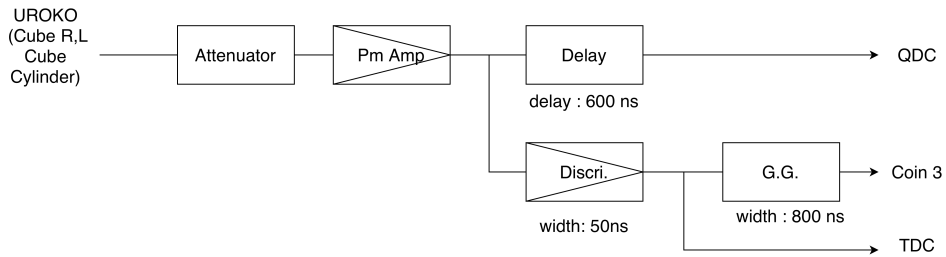 UROKO
(Cube R,L
Cube
Cylinder)
Attenuator
Pm Amp
Delay
QDC
delay : 600 ns
Discri.
G.G.
Coin 3
width: 50ns
width : 800 ns
TDC